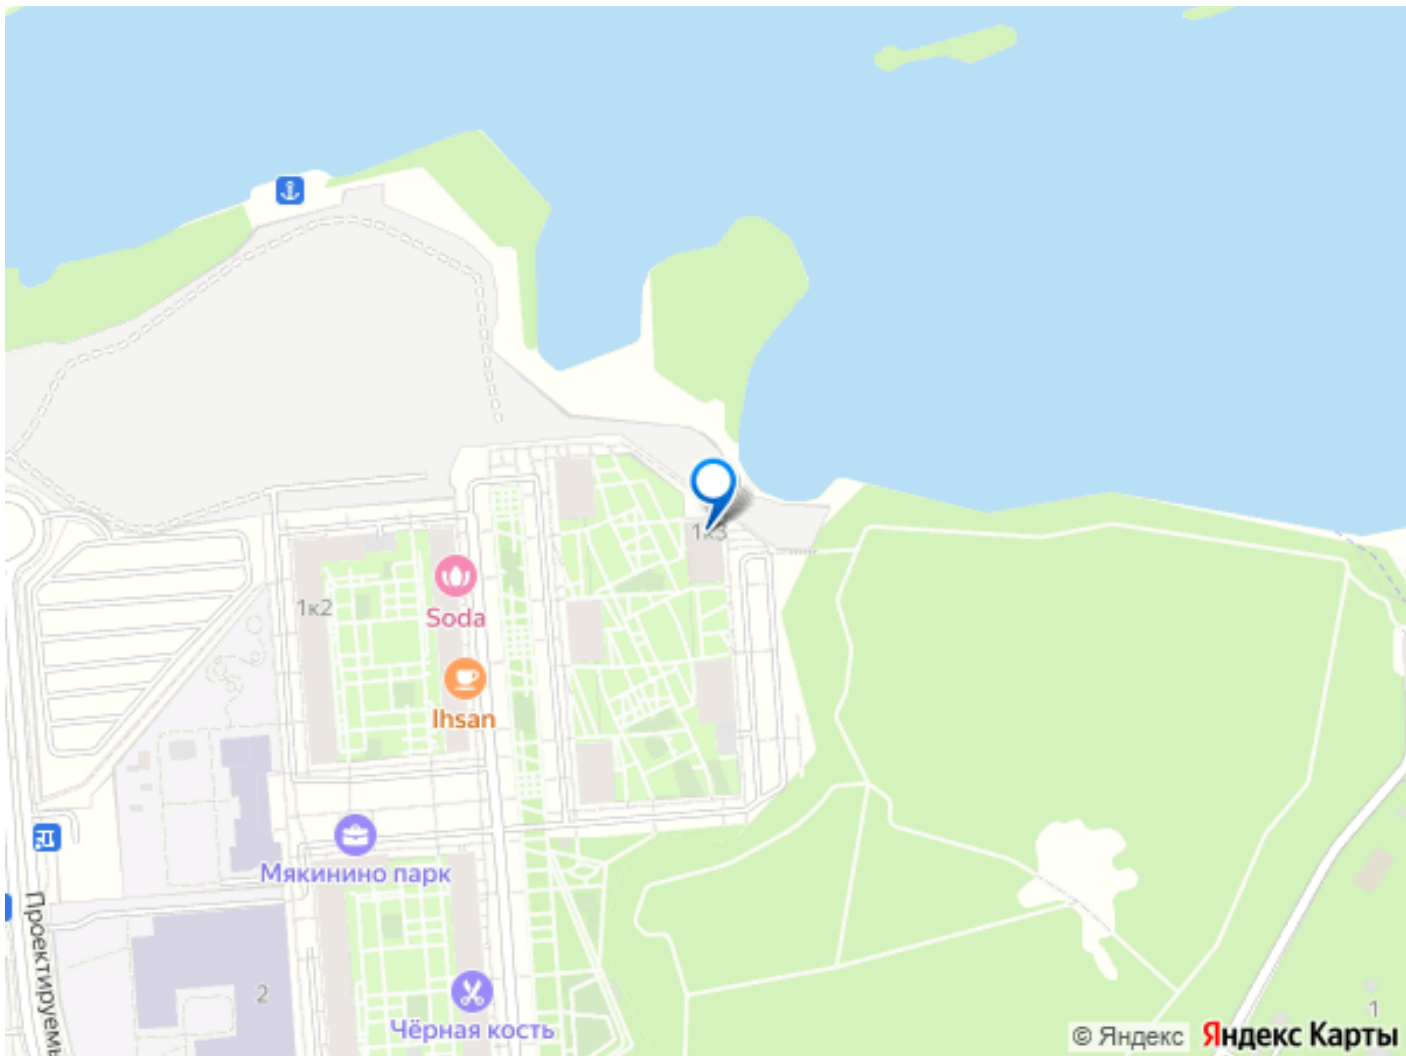 1к3
1к2
Soda
Ihsan
Мякинино парк
Проектируемы
2
Чёрная кость
1
© Яндекс
Яндекс Карты